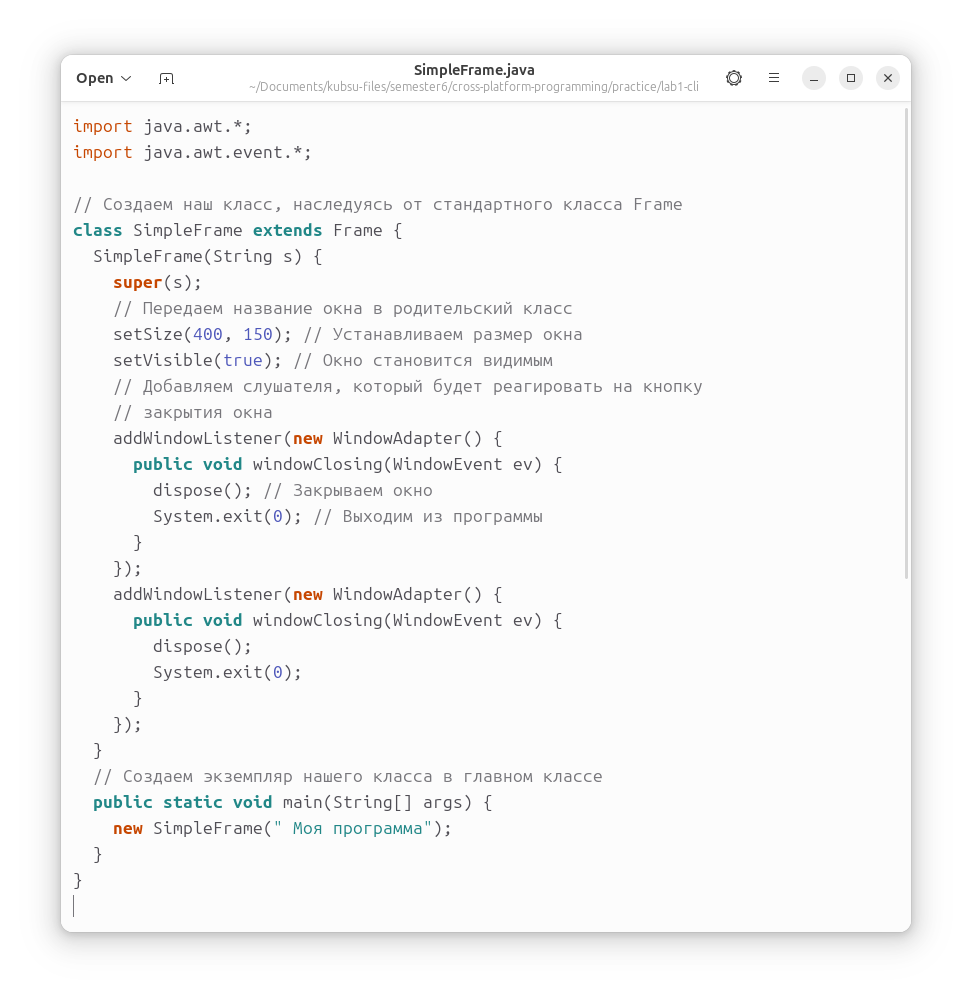 Open
SimpleFrame.java
~/Documents/kubsu-files/semester6/cross-platform-programming/practice/lab1-cli
import java.awt.*;
import java.awt.event.*;

// Создаем наш класс, наследуясь от стандартного класса Frame
class SimpleFrame extends Frame {
  SimpleFrame(String s) {
    super(s);
    // Передаем название окна в родительский класс
    setSize(400, 150); // Устанавливаем размер окна
    setVisible(true); // Окно становится видимым
    // Добавляем слушателя, который будет реагировать на кнопку
    // закрытия окна
    addWindowListener(new WindowAdapter() {
      public void windowClosing(WindowEvent ev) {
        dispose(); // Закрываем окно
        System.exit(0); // Выходим из программы
      }
    });
    addWindowListener(new WindowAdapter() {
      public void windowClosing(WindowEvent ev) {
        dispose();
        System.exit(0);
      }
    });
  }
  // Создаем экземпляр нашего класса в главном классе
  public static void main(String[] args) {
    new SimpleFrame(" Моя программа");
  }
}